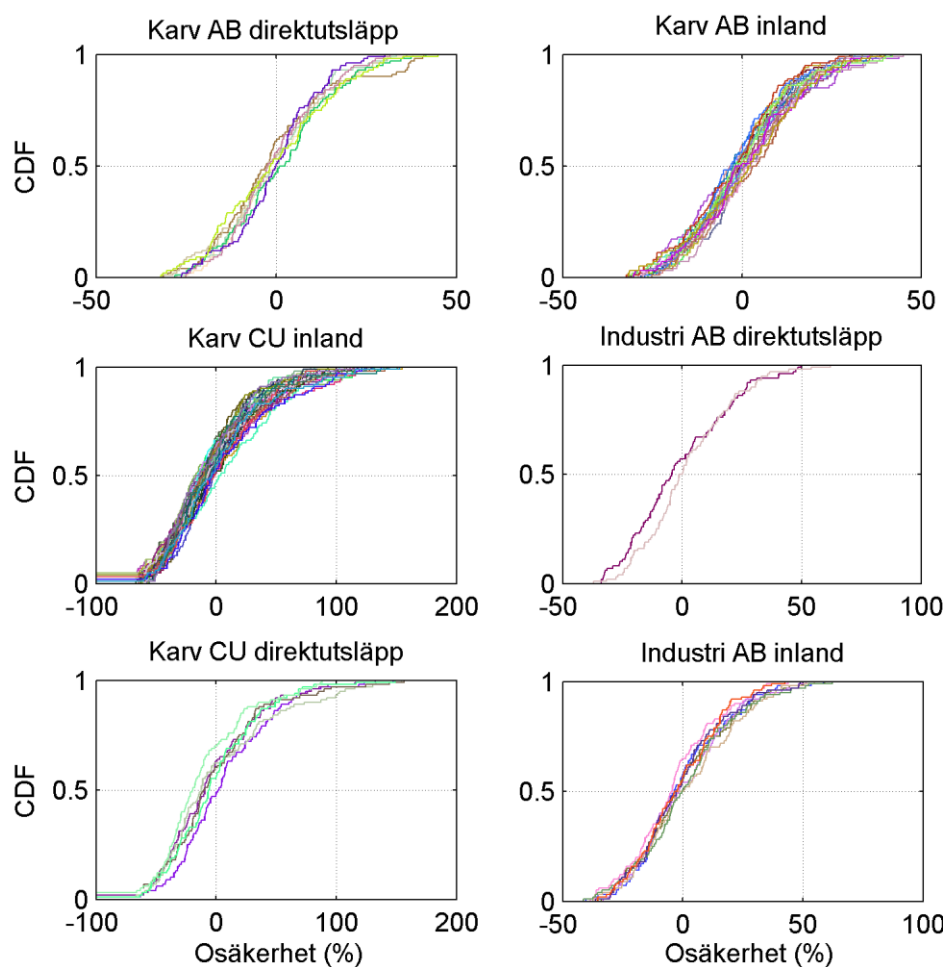 Karv AB direktutsläpp
1
CDF
0.5
0
-50 0 50
Karv AB inland
1
0.5
0
-50 0 50
Karv CU inland
1
CDF
0.5
0
-100 0 100 200
Industri AB direktutsläpp
1
0.5
0
-50 0 50 100
Karv CU direktutsläpp
1
CDF
0.5
0
-100 0 100 200
Osäkerhet (%)
Industri AB inland
1
0.5
0
-50 0 50 100
Osäkerhet (%)